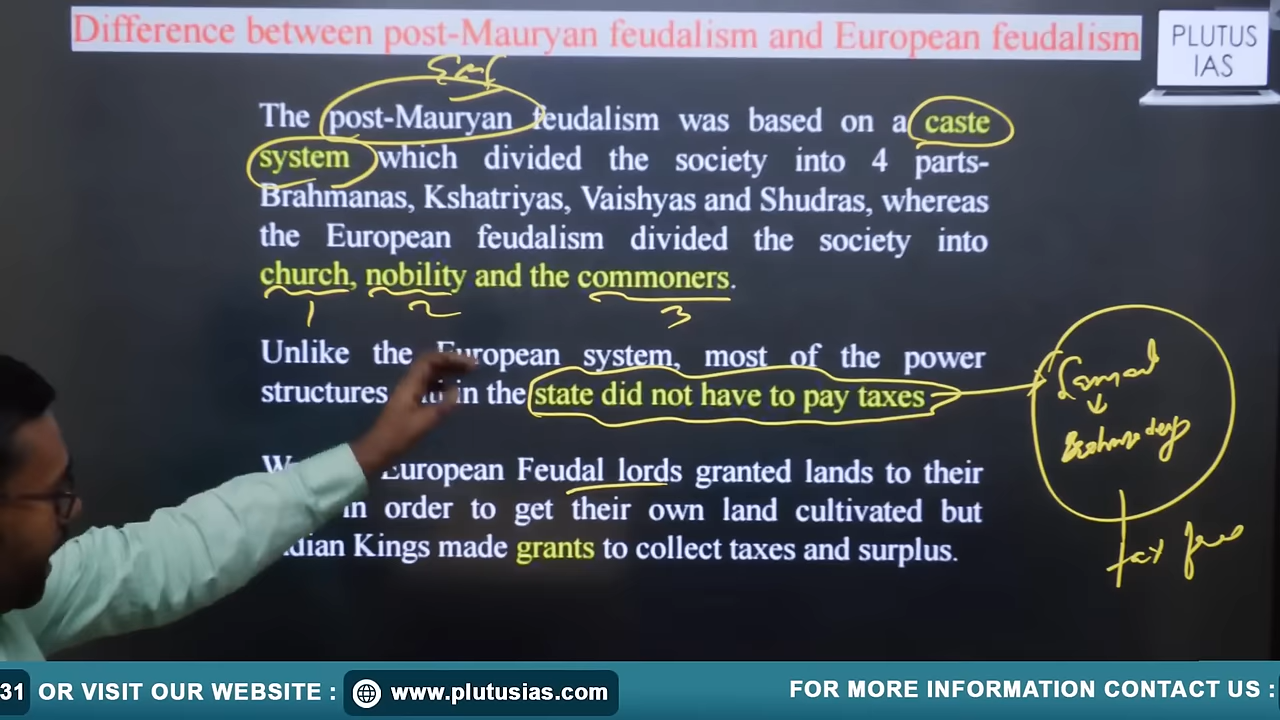 Difference between post-Mauryan feudalism and European feudalism
PLUTUS
IAS
The post-Mauryan feudalism was based on a caste
system which divided the society into 4 parts-
Brahmanas, Kshatriyas, Vaishyas and Shudras, whereas
the European feudalism divided the society into
church, nobility and the commoners.
1 2 3
Unlike the European system, most of the power
structures in the state did not have to pay taxes
European Feudal lords granted lands to their
in order to get their own land cultivated but
Kings made grants to collect taxes and surplus.
tax free
31 OR VISIT OUR WEBSITE : www.plutusias.com FOR MORE INFORMATION CONTACT US :